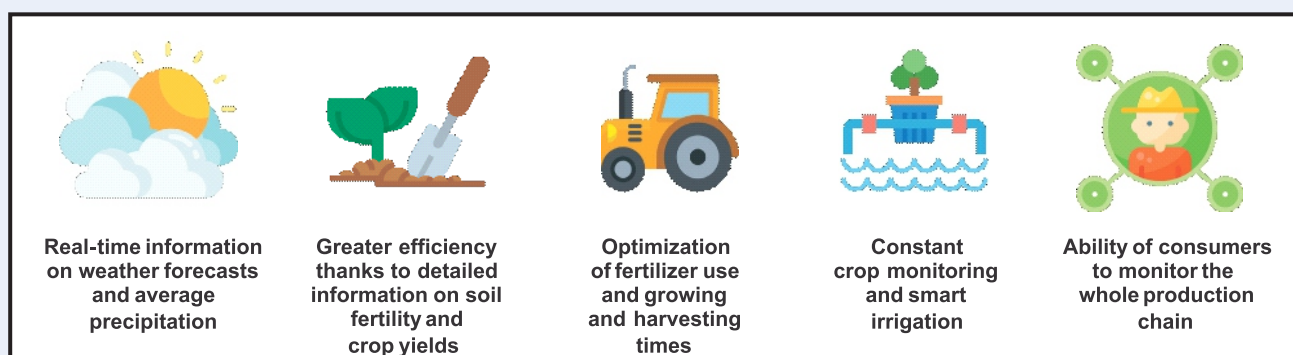 Real-time information
on weather forecasts
and average
precipitation
Greater efficiency
thanks to detailed
information on soil
fertility and
crop yields
Optimization
of fertilizer use
and growing
and harvesting
times
Constant
crop monitoring
and smart
irrigation
Ability of consumers
to monitor the
whole production
chain